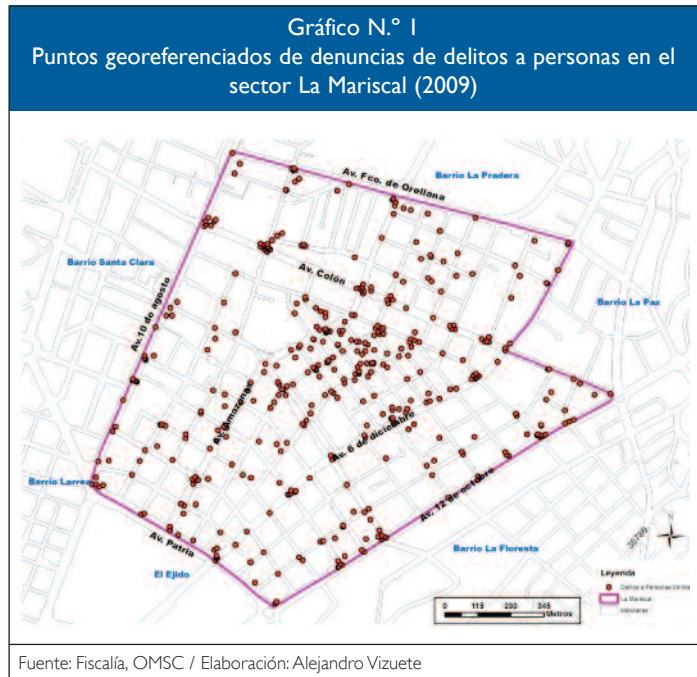 Gráfico N.º 1
Puntos georeferenciados de denuncias de delitos a personas en el
sector La Mariscal (2009)
Av. Fco. de Orellana
Barrio La Pradera
Barrio Santa Clara
Av. Colón
Barrio La Paz
Av. 10 de agosto
Av. Amazonas
Av. 6 de diciembre
Barrio Larrea
Av. 12 de octubre
Av. Patria
Barrio La Floresta
El Ejido
Leyenda
Delitos a Personas
La Mariscal
Manzanas
0 115 230 345
Metros
Fuente: Fiscalía, OMSC / Elaboración: Alejandro Vizuete